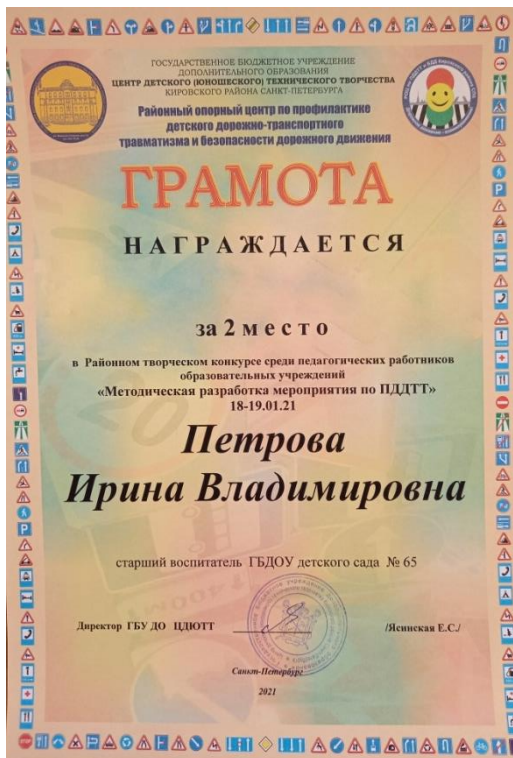 ГОСУДАРСТВЕННОЕ БЮДЖЕТНОЕ УЧРЕЖДЕНИЕ
ДОПОЛНИТЕЛЬНОГО ОБРАЗОВАНИЯ
ЦЕНТР ДЕТСКОГО (ЮНОШЕСКОГО) ТЕХНИЧЕСКОГО ТВОРЧЕСТВА
КИРОВСКОГО РАЙОНА САНКТ-ПЕТЕРБУРГА
Районный опорный центр по профилактике
детского дорожно-транспортного
травматизма и безопасности дорожного движения
ГРАМОТА
НАГРАЖДАЕТСЯ
за 2 место
в Районном творческом конкурсе среди педагогических работников
образовательных учреждений
«Методическая разработка мероприятия по ПДДТТ»
18-19.01.21
Петрова
Ирина Владимировна
старший воспитатель ГБДОУ детского сада № 65
Директор ГБУ ДО ЦДЮТТ /Ясинская Е.С./
Санкт-Петербург
2021